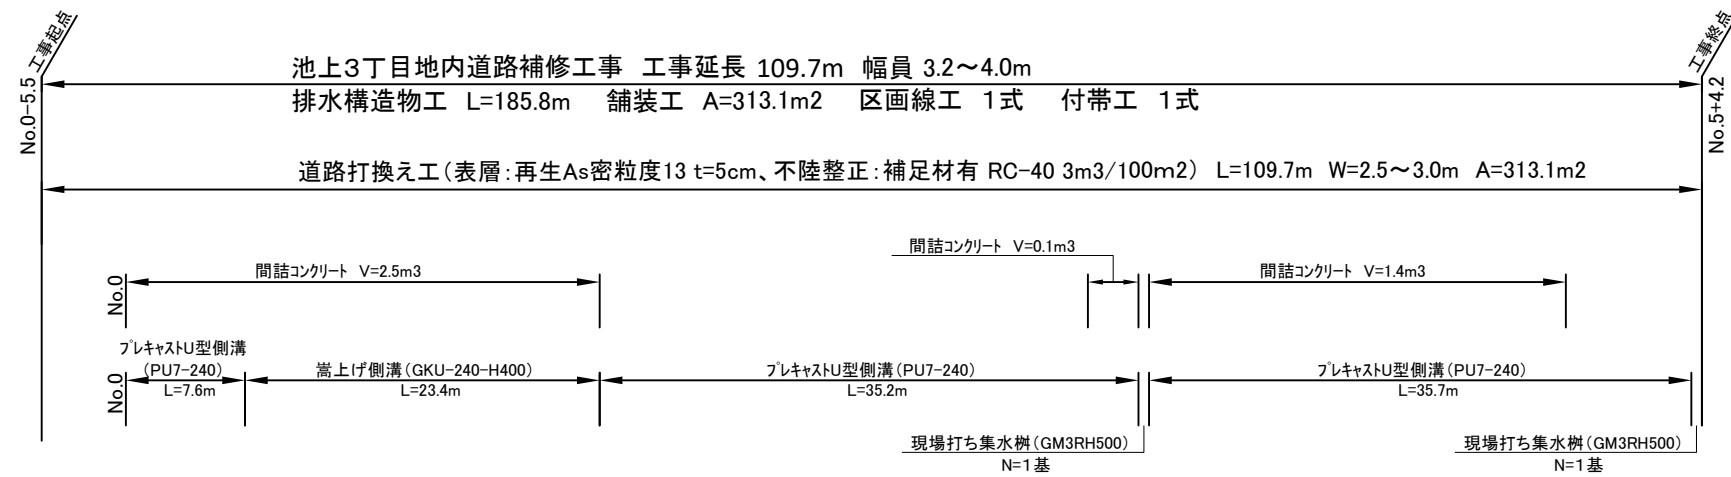 工事起点
工事終点
No.0-5.5
No.5+4.2
池上3丁目地内道路補修工事 工事延長 109.7m 幅員 3.2～4.0m
排水構造物工 L=185.8m 舗装工 A=313.1m2 区画線工 1式 付帯工 1式
道路打換え工(表層:再生As密粒度13 t=5cm、不陸整正:補足材有 RC-40 3m3/100m2) L=109.7m W=2.5～3.0m A=313.1m2
間詰コンクリート V=0.1m3
No.0
間詰コンクリート V=2.5m3
間詰コンクリート V=1.4m3
プレキャストU型側溝
(PU7-240)
L=7.6m
No.0
嵩上げ側溝(GKU-240-H400)
L=23.4m
プレキャストU型側溝(PU7-240)
L=35.2m
プレキャストU型側溝(PU7-240)
L=35.7m
現場打ち集水桝(GM3RH500)
N=1基
現場打ち集水桝(GM3RH500)
N=1基